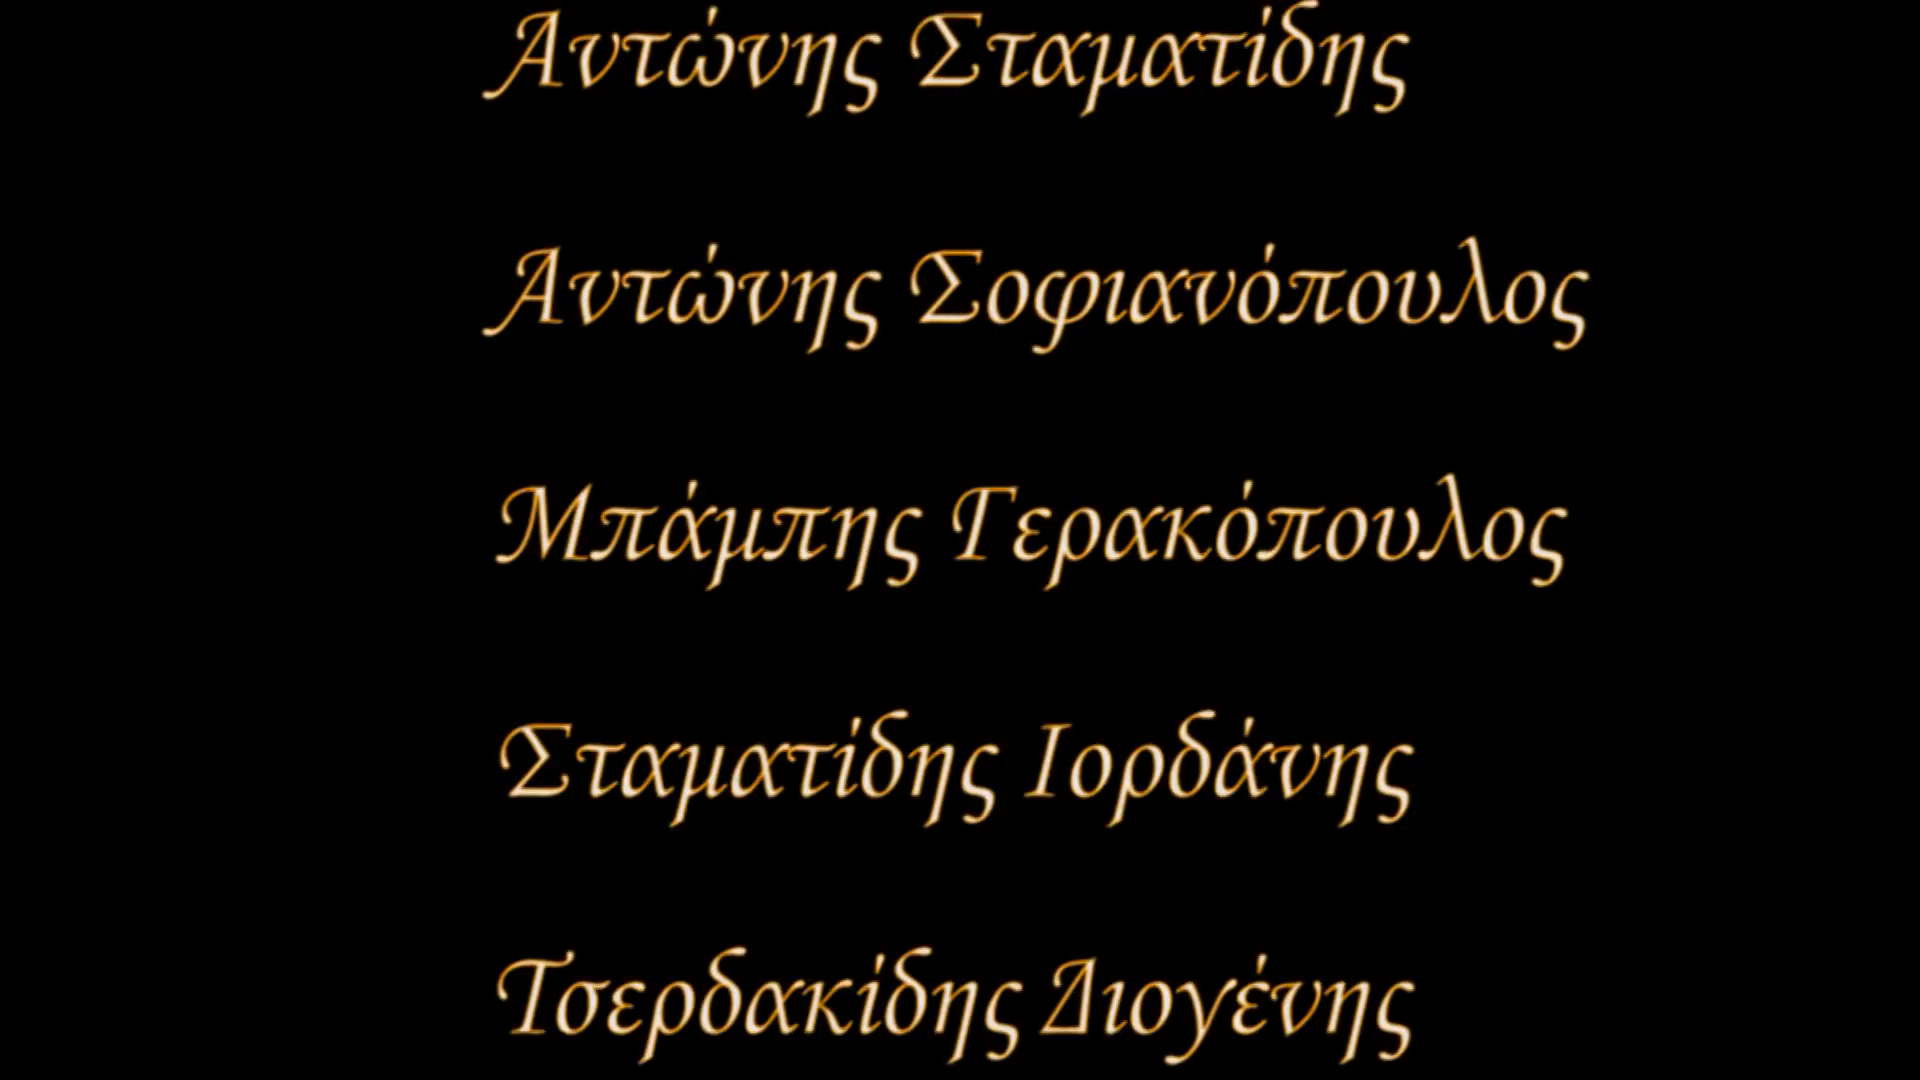 Αντώνης Σταματίδης
Αντώνης Σοφιανόπουλος
Μπάμπης Γερακόπουλος
Σταματίδης Ιορδάνης
Τσερδακίδης Διογένης